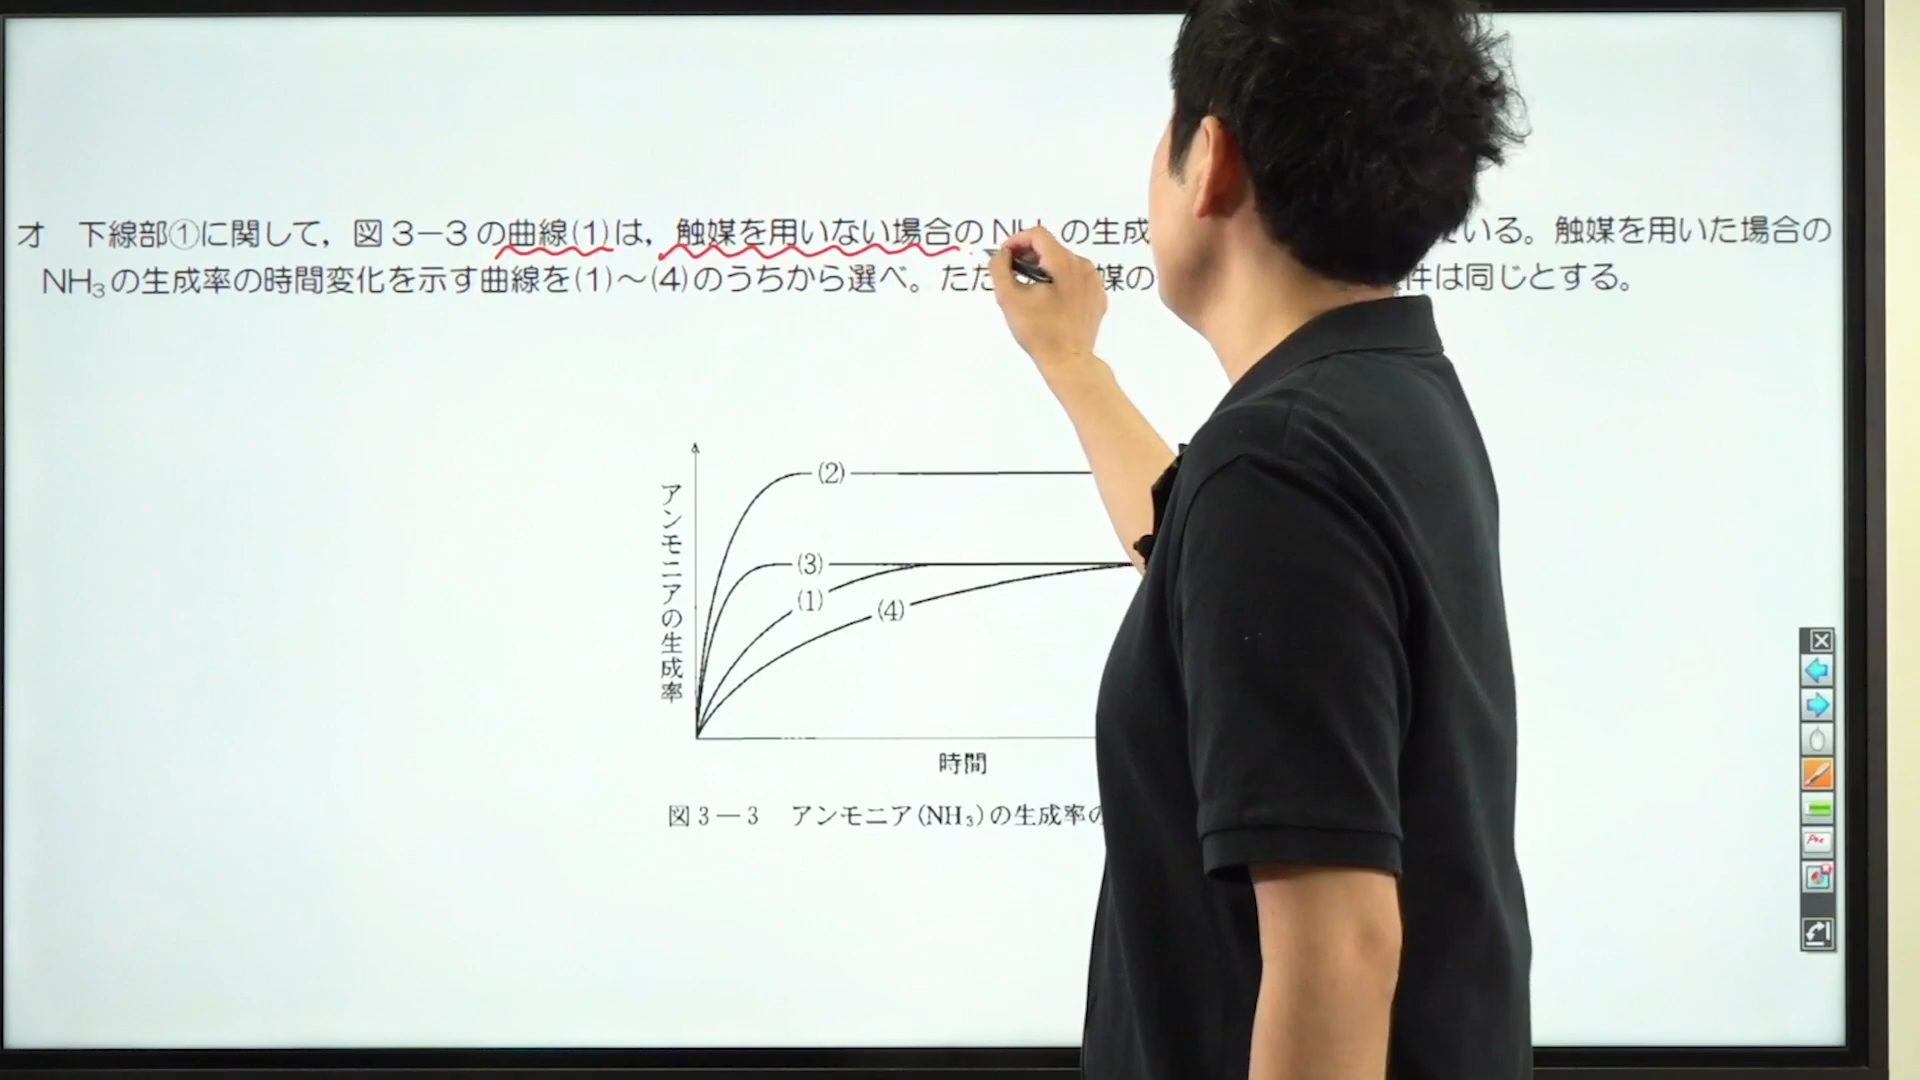 オ 下線部①に関して，図3－3の曲線(1)は，触媒を用いない場合の NH の生成 いる。触媒を用いた場合の
NH₃の生成率の時間変化を示す曲線を(1)～(4)のうちから選べ。ただ 媒の 件は同じとする。
(2)
(3)
(1)
(4)
アンモニアの生成率
時間
図3－3 アンモニア(NH₃)の生成率の